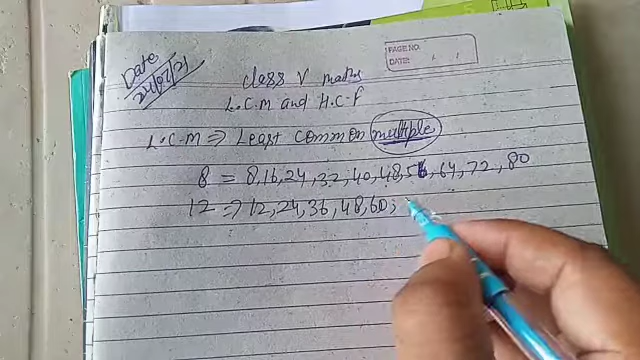 Date
24/02/21
PAGE NO.
DATE: / /
class V maths
L.C.M and H.C.F
L.C.M ⇒ Least common multiple
8 = 8,16,24,32,40,48,56,64,72,80
12 ⇒ 12,24,36,48,60,